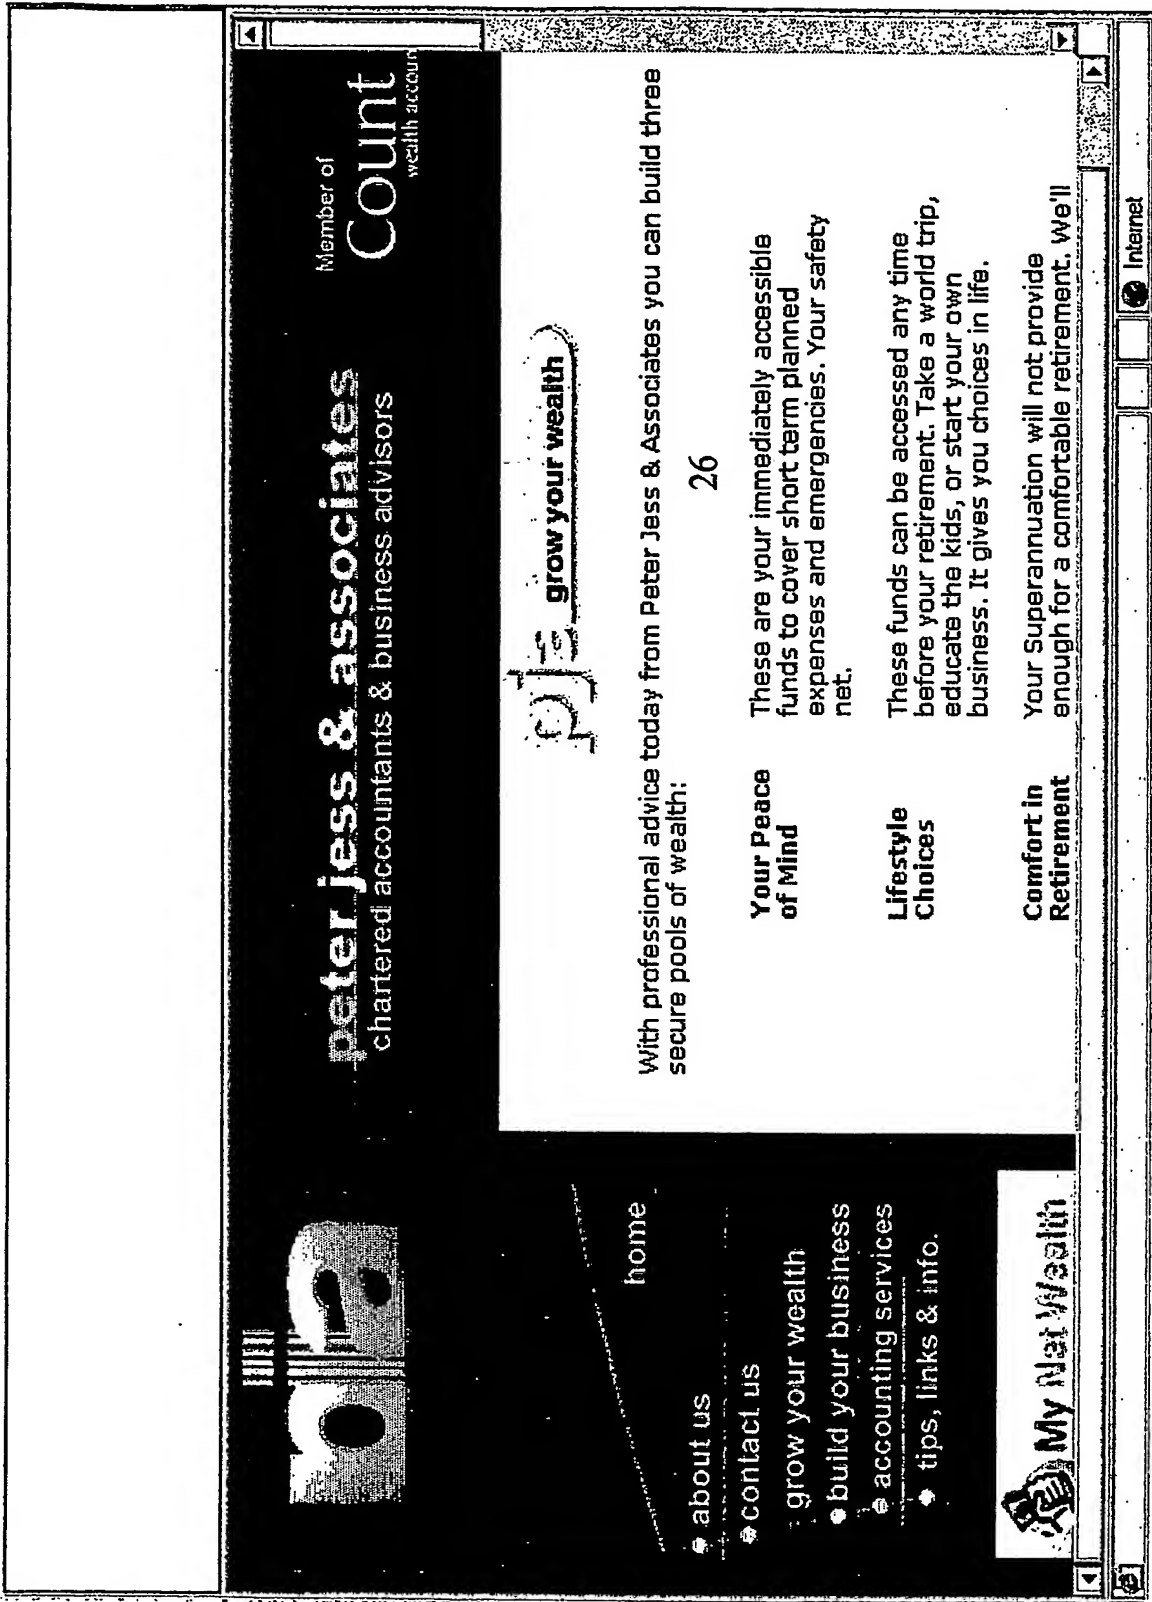 peter jess & associates
chartered accountants & business advisors
Member of
Count
wealth accoun
home
about us
contact us
grow your wealth
build your business
accounting services
tips, links & info.
My Net Wealth
pja grow your wealth
With professional advice today from Peter Jess & Associates you can build three
secure pools of wealth:
26
Your Peace
of Mind
These are your immediately accessible
funds to cover short term planned
expenses and emergencies. Your safety
net.
Lifestyle
Choices
These funds can be accessed any time
before your retirement. Take a world trip,
educate the kids, or start your own
business. It gives you choices in life.
Comfort in
Retirement
Your Superannuation will not provide
enough for a comfortable retirement. We'll
Internet